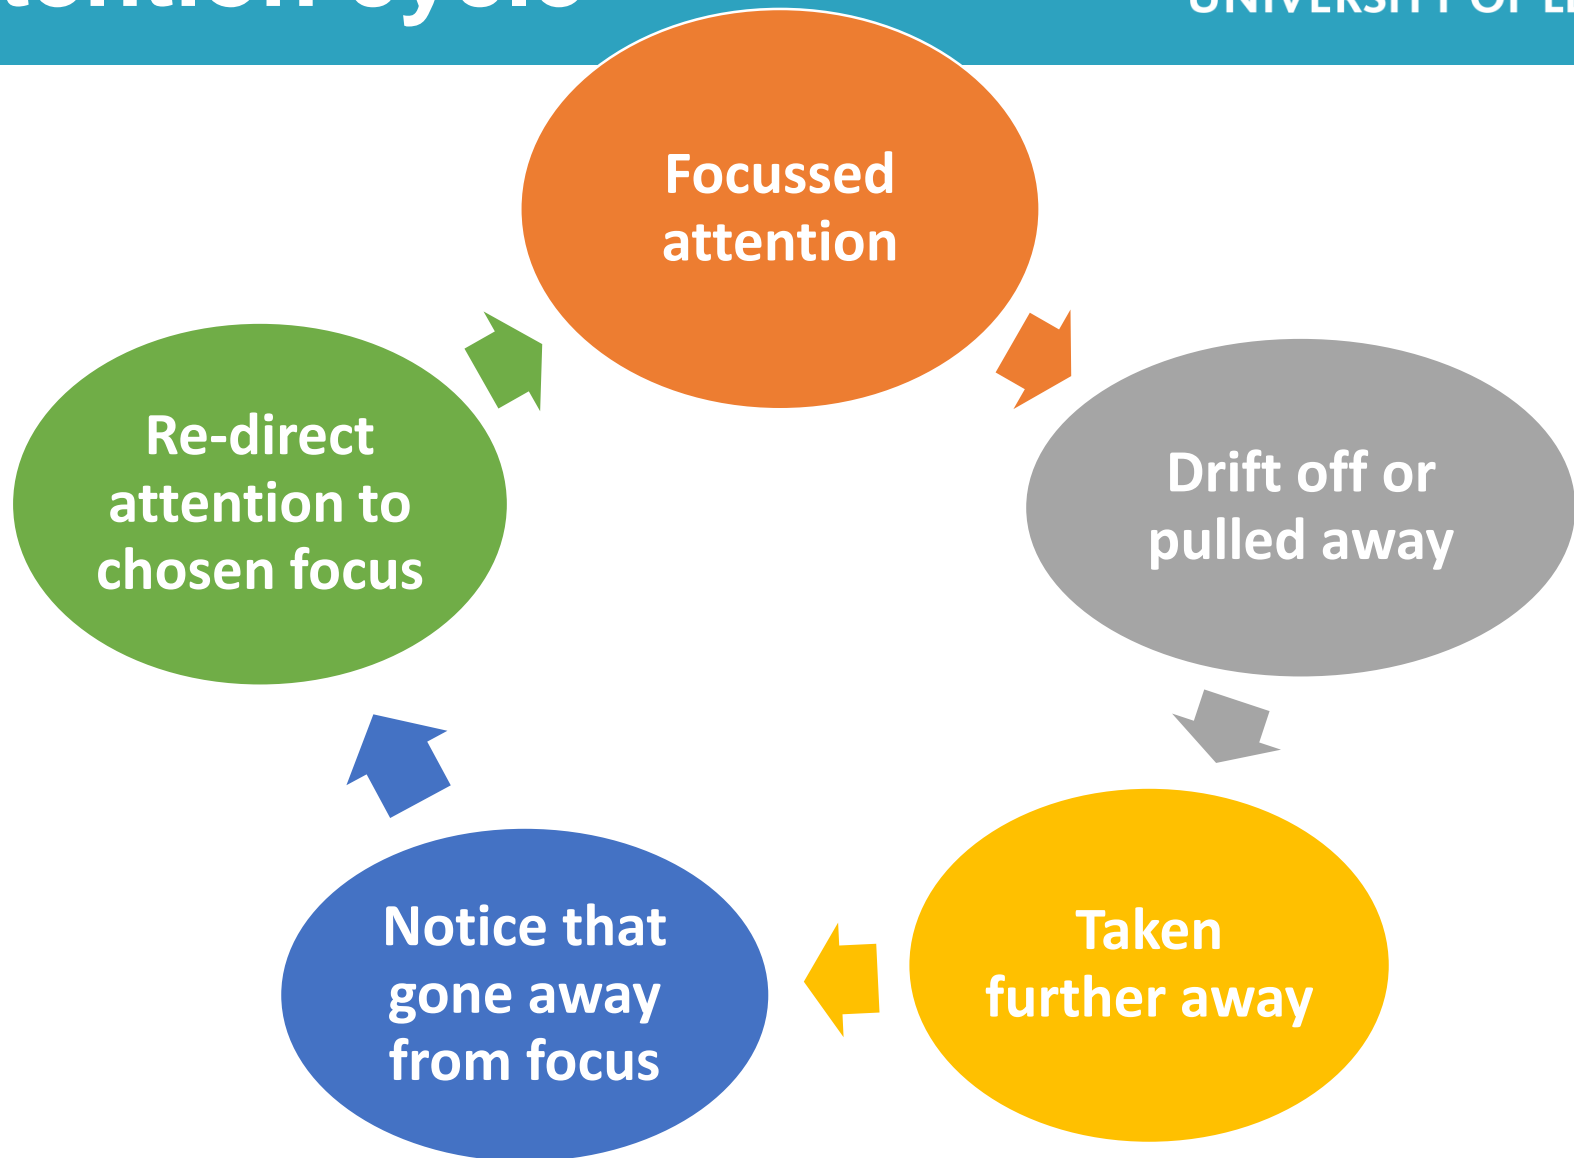 Focussed
attention
Drift off or
pulled away
Taken
further away
Notice that
gone away
from focus
Re-direct
attention to
chosen focus